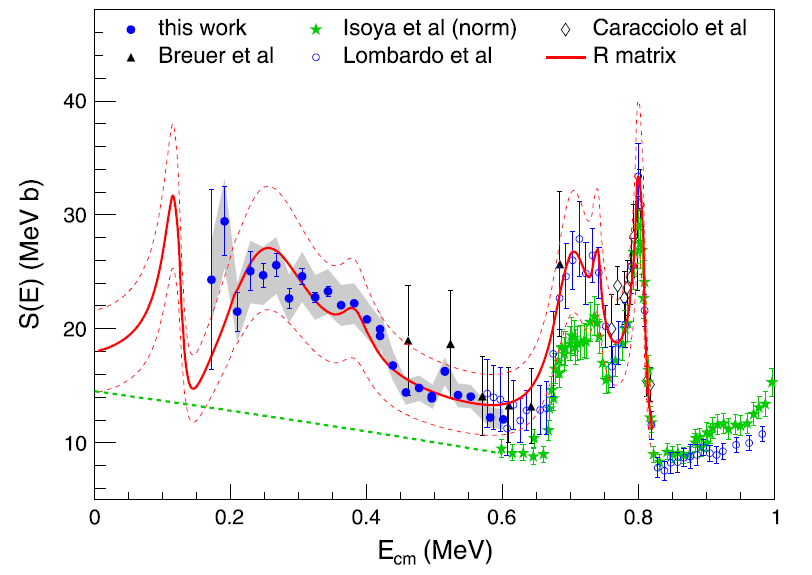 this work Isoya et al (norm) Caracciolo et al
Breuer et al Lombardo et al R matrix
40
30
20
10
S(E) (MeV b)
0 0.2 0.4 0.6 0.8 1
E_cm (MeV)